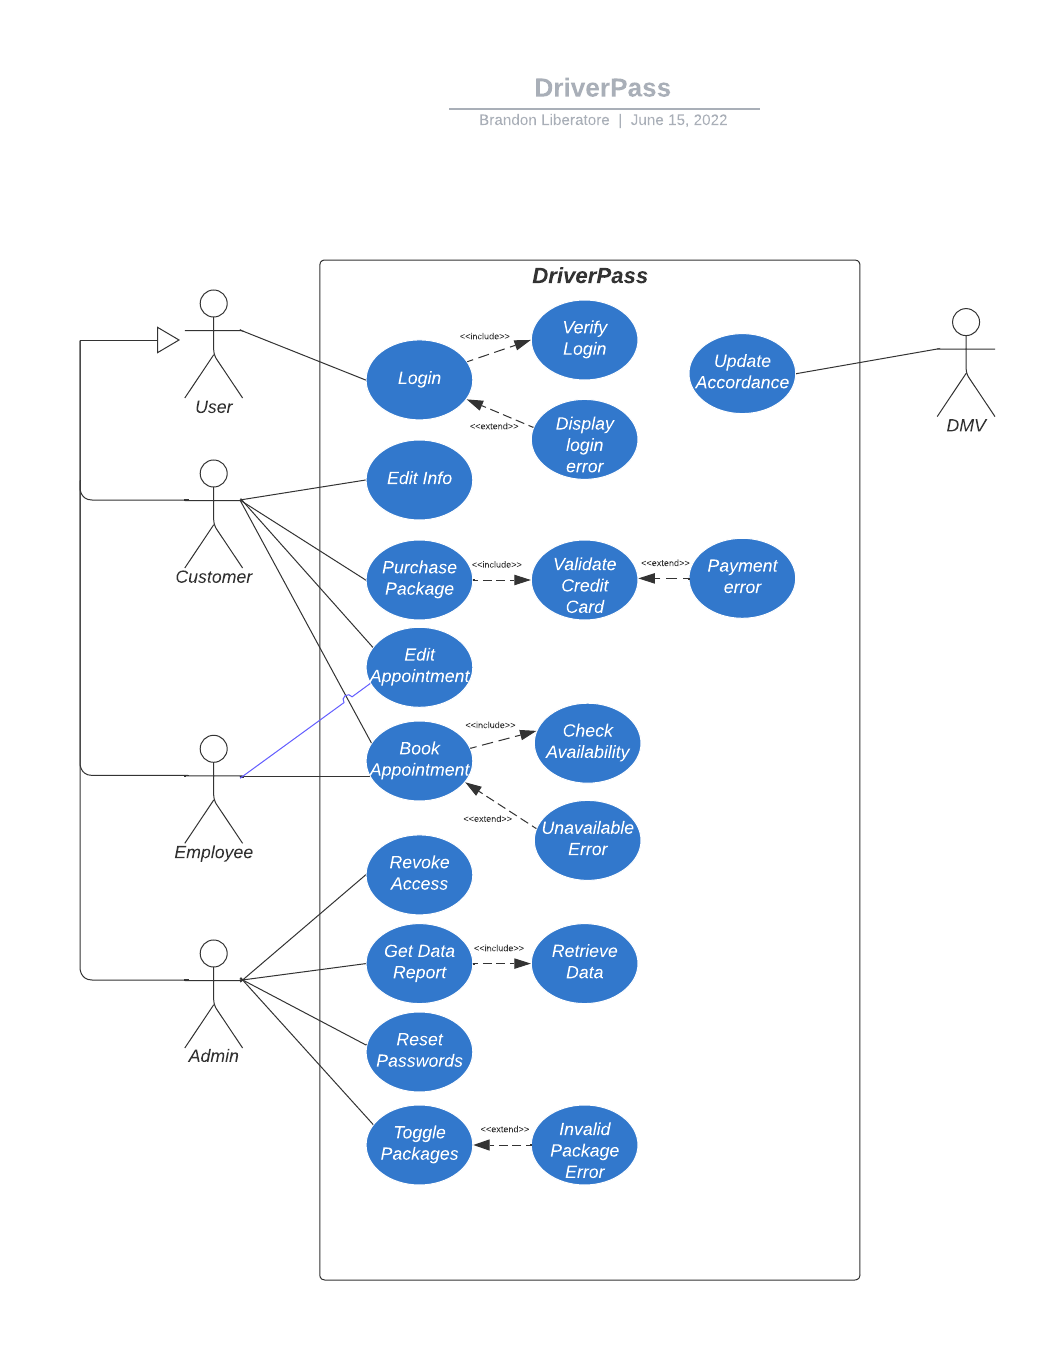 DriverPass
Brandon Liberatore | June 15, 2022
DriverPass
User
Customer
Employee
Admin
DMV
Login
<<include>>
Verify
Login
<<extend>>
Display
login
error
Update
Accordance
Edit Info
Purchase
Package
<<include>>
Validate
Credit
Card
<<extend>>
Payment
error
Edit
Appointment
Book
Appointment
<<include>>
Check
Availability
<<extend>>
Unavailable
Error
Revoke
Access
Get Data
Report
<<include>>
Retrieve
Data
Reset
Passwords
Toggle
Packages
<<extend>>
Invalid
Package
Error